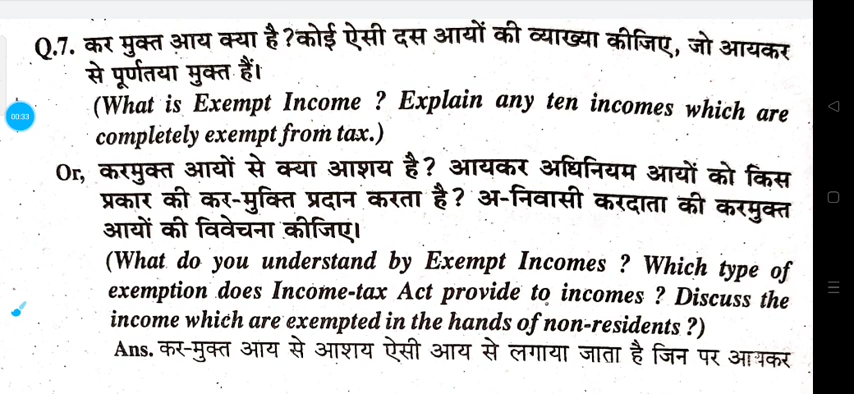 00:33
Q.7. कर मुक्त आय क्या है ? कोई ऐसी दस आयों की व्याख्या कीजिए, जो आयकर
से पूर्णतया मुक्त हैं।
(What is Exempt Income ? Explain any ten incomes which are
completely exempt from tax.)
Or, करमुक्त आयों से क्या आशय है ? आयकर अधिनियम आयों को किस
प्रकार की कर-मुक्ति प्रदान करता है ? अ-निवासी करदाता की करमुक्त
आयों की विवेचना कीजिए।
(What do you understand by Exempt Incomes ? Which type of
exemption does Income-tax Act provide to incomes ? Discuss the
income which are exempted in the hands of non-residents ?)
Ans. कर-मुक्त आय से आशय ऐसी आय से लगाया जाता है जिन पर आयकर